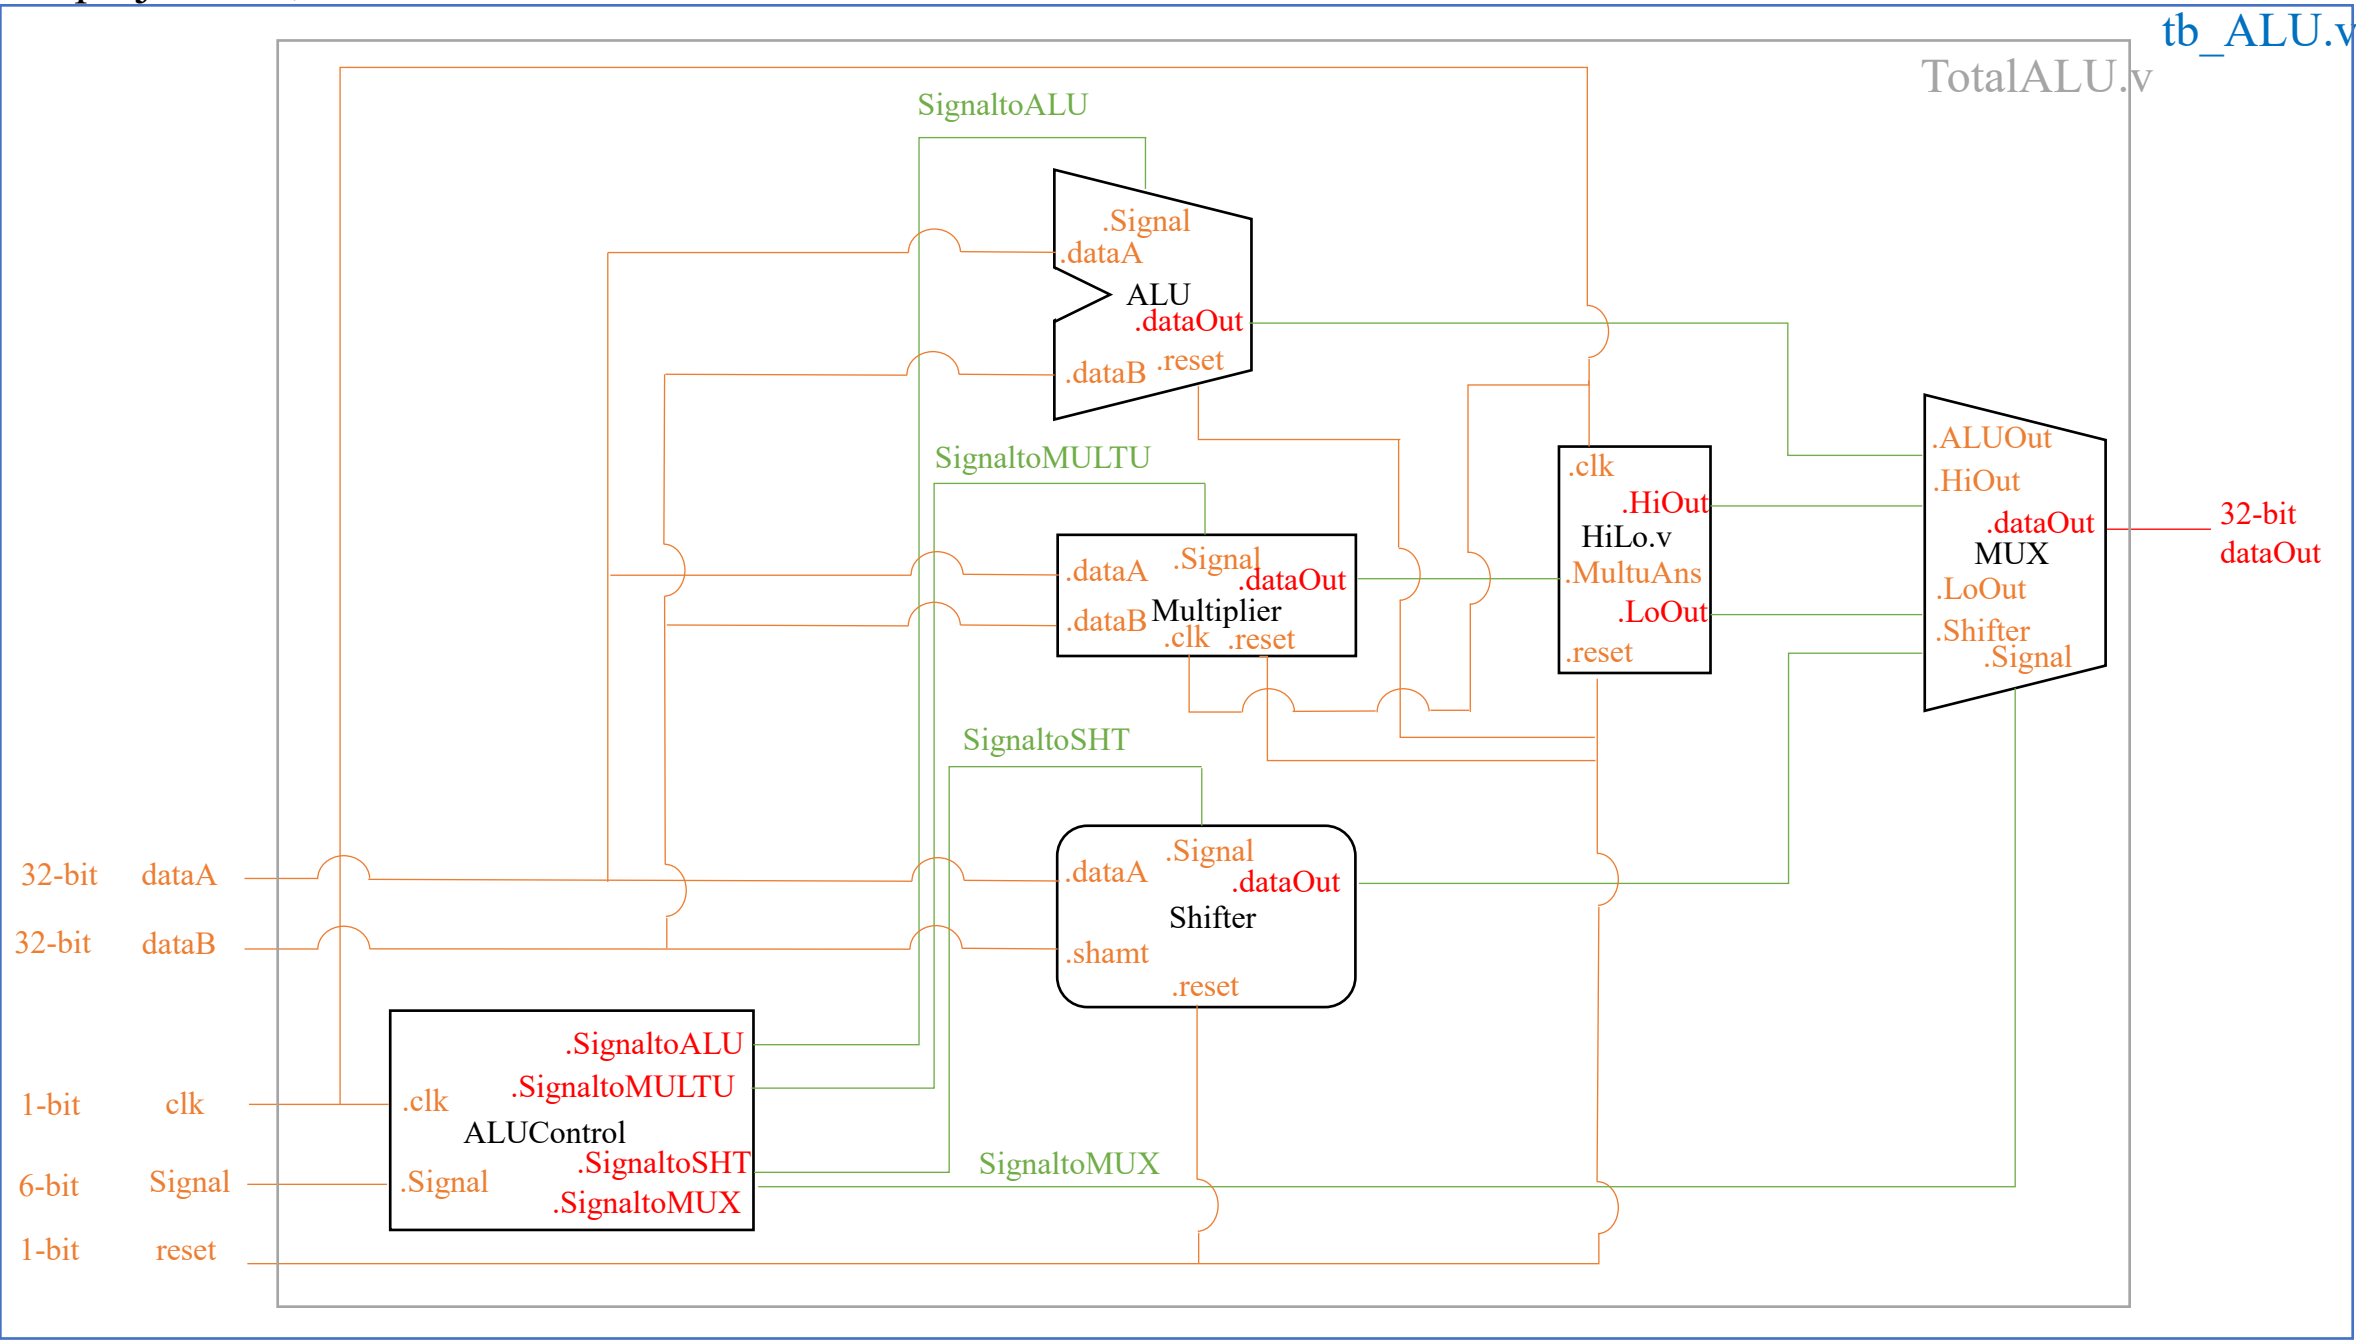 tb_ALU.v
TotalALU.v
SignaltoALU
.Signal
.dataA
ALU
.dataOut
.reset
.dataB
SignaltoMULTU
.Signal
.dataA
.dataOut
Multiplier
.dataB
.clk .reset
.clk
.HiOut
HiLo.v
.MultuAns
.LoOut
.reset
.ALUOut
.HiOut
.dataOut
MUX
.LoOut
.Shifter
.Signal
32-bit
dataOut
SignaltoSHT
.Signal
.dataA
.dataOut
Shifter
.shamt
.reset
32-bit dataA
32-bit dataB
.SignaltoALU
.SignaltoMULTU
.clk
ALUControl
.SignaltoSHT
.Signal
.SignaltoMUX
SignaltoMUX
1-bit clk
6-bit Signal
1-bit reset